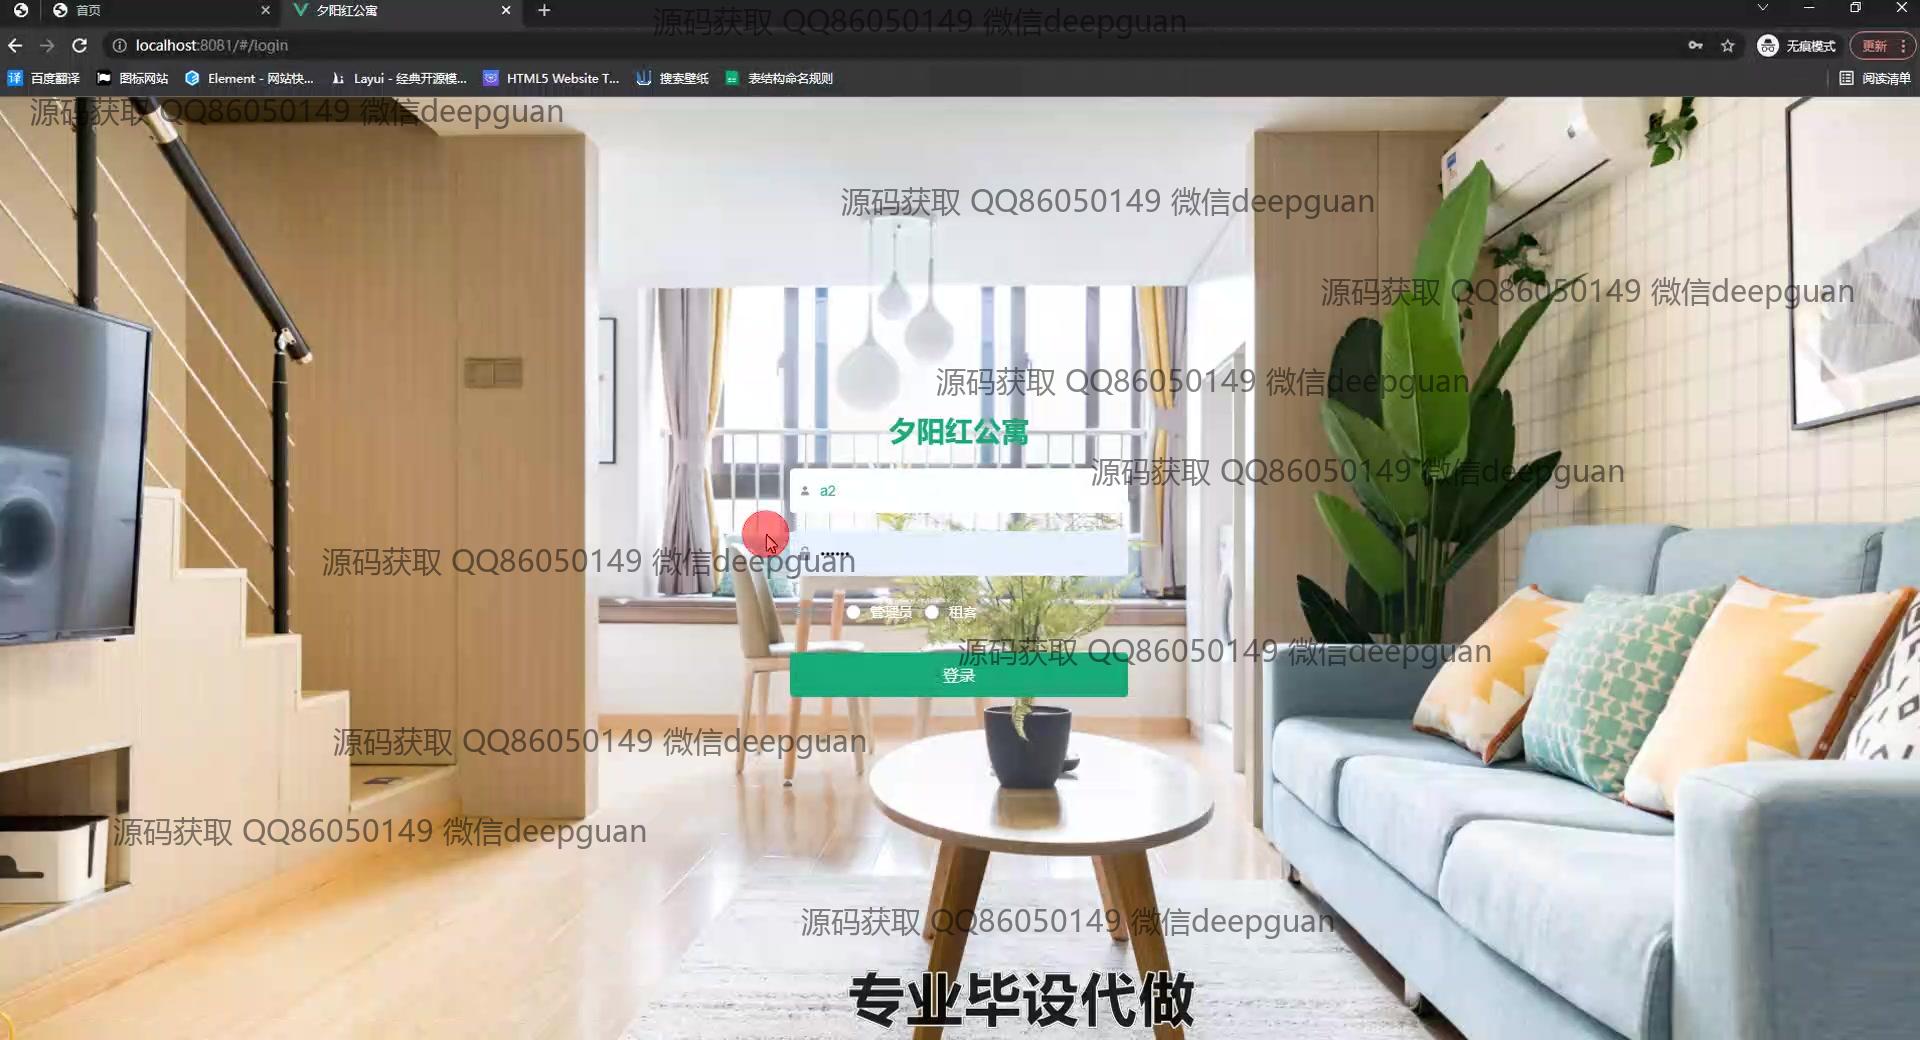 首页
夕阳红公寓
源码获取 QQ86050149 微信deepguan
localhost:8081/#/login
无痕模式
更新
百度翻译
图标网站
Element - 网站快...
Layui - 经典开源模...
HTML5 Website T...
搜索壁纸
表结构命名规则
阅读清单
源码获取 QQ86050149 微信deepguan
源码获取 QQ86050149 微信deepguan
源码获取 QQ86050149 微信deepguan
源码获取 QQ86050149 微信deepguan
夕阳红公寓
源码获取 QQ86050149 微信deepguan
a2
源码获取 QQ86050149 微信deepguan
管理员
租客
源码获取 QQ86050149 微信deepguan
登录
源码获取 QQ86050149 微信deepguan
源码获取 QQ86050149 微信deepguan
源码获取 QQ86050149 微信deepguan
专业毕设代做